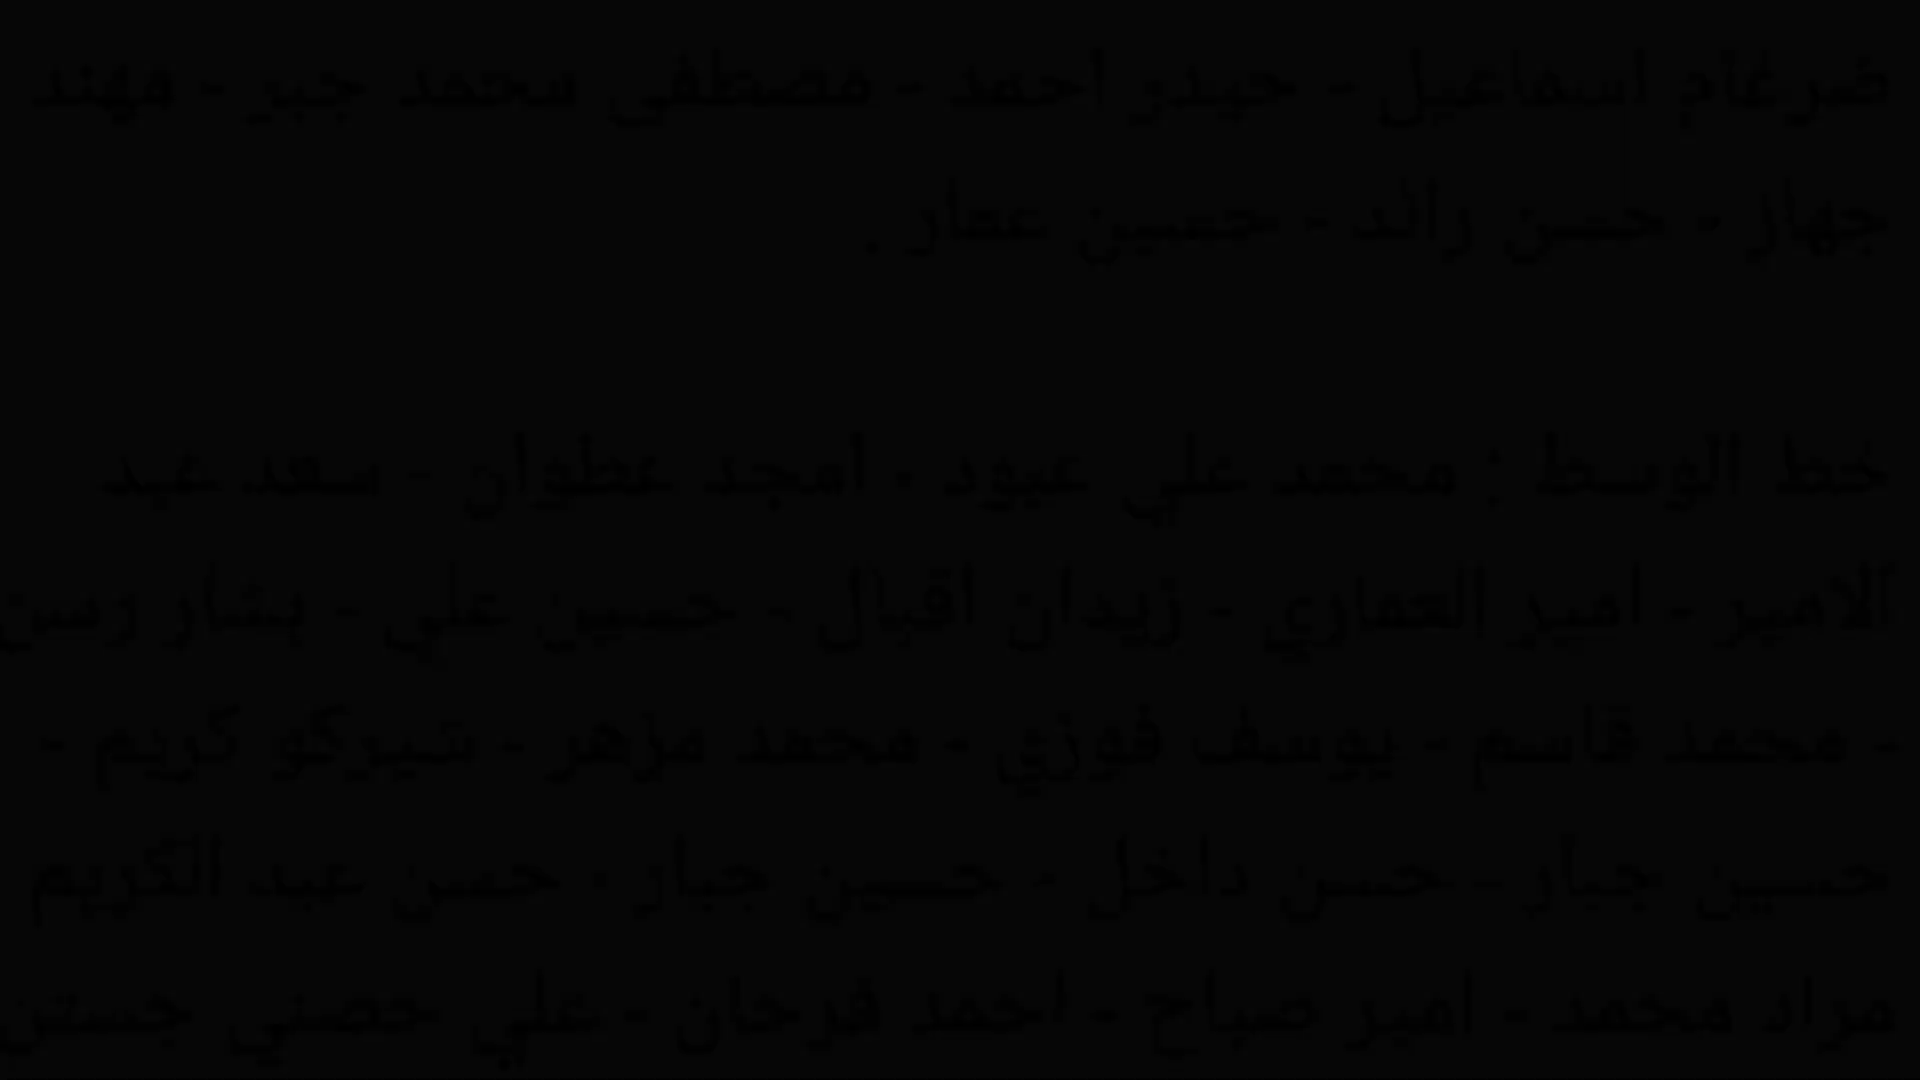 ضرغام اسماعيل - حيدر احمد - مصطفى محمد جبر - مهند
جهاز - حسن رائد - حسين عمار .
خط الوسط : محمد علي عبود - امجد عطوان - سعد عبد
الامير - امير العماري - زيدان اقبال - حسين علي - بشار رسن
- محمد قاسم - يوسف فوزي - محمد مزهر - شيركو كريم -
حسين جبار - حسن داخل - حسين جبار - حسن عبد الكريم
مراد محمد - امير صباح - احمد فرحان - علي حصني